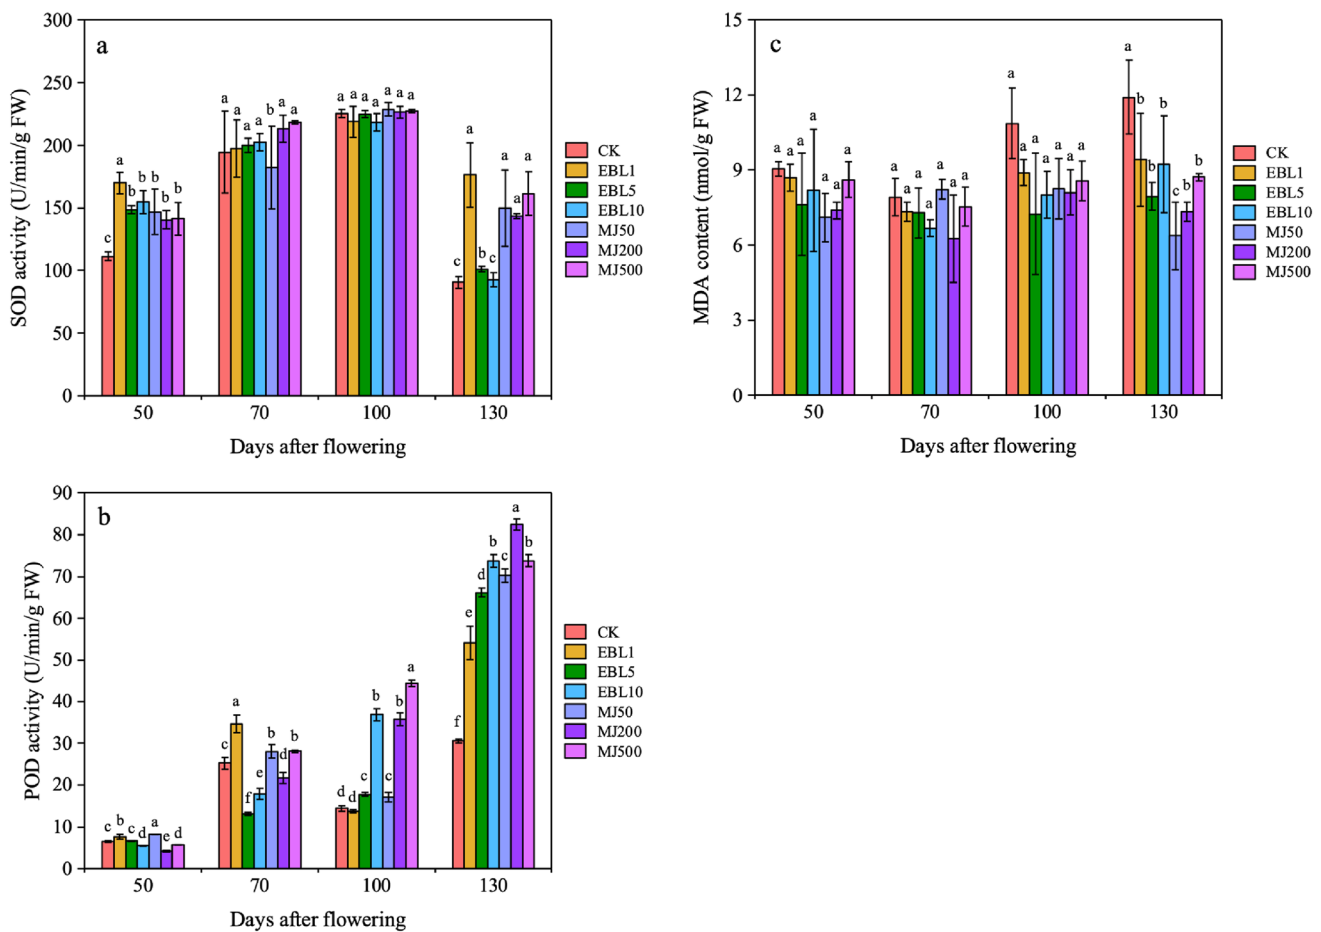 a
SOD activity (U/min/g FW)
300
250
200
150
100
50
0
c a b b b b b
a a a a b a a
a a a a a a a
c a b c a a a
50 70 100 130
Days after flowering
CK
EBL1
EBL5
EBL10
MJ50
MJ200
MJ500
c
MDA content (nmol/g FW)
15
12
9
6
3
0
a a a a a a a
a a a a a a a
a a a a a a a
a b b b c b b
50 70 100 130
Days after flowering
CK
EBL1
EBL5
EBL10
MJ50
MJ200
MJ500
b
POD activity (U/min/g FW)
90
80
70
60
50
40
30
20
10
0
c b c d a e d
c a f e b d b
d d c b c b a
f e d b c a b
50 70 100 130
Days after flowering
CK
EBL1
EBL5
EBL10
MJ50
MJ200
MJ500